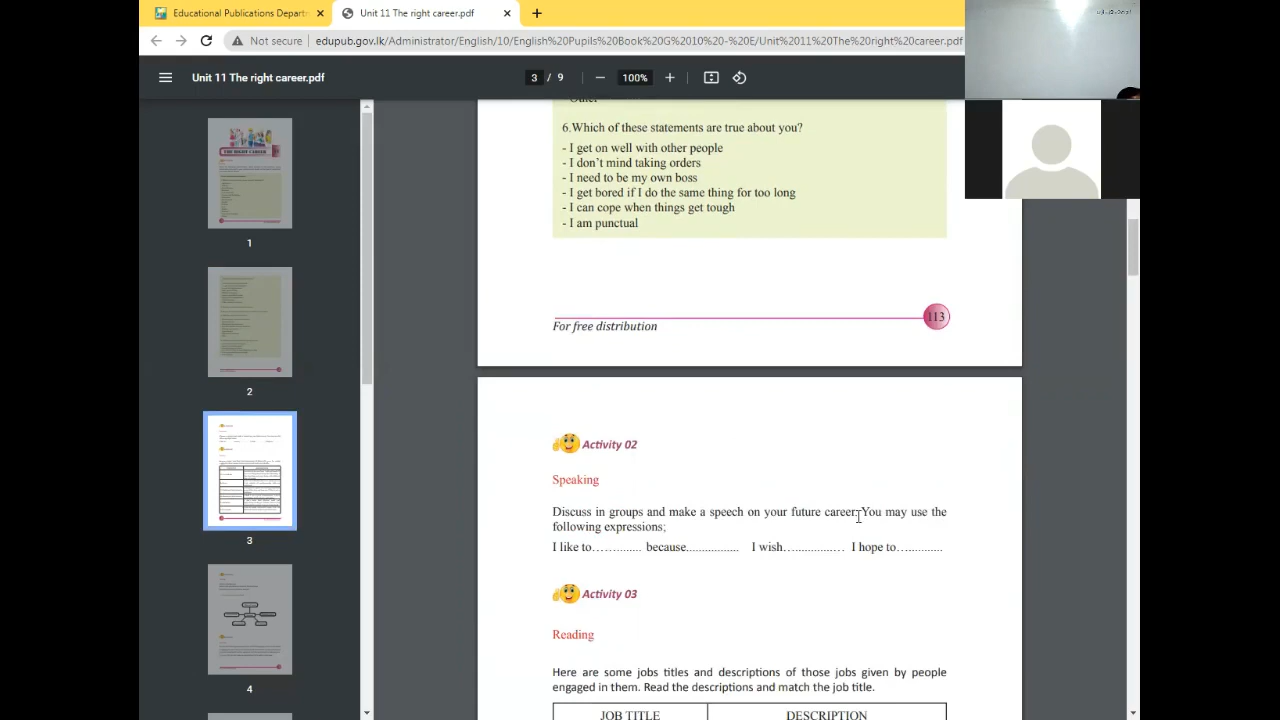 Educational Publications Departm
Unit 11 The right career.pdf
Not secure
edupub.gov.lk/Administrator/English/10/English%20Pupils%20Book%20G%2010%20-%20E/Unit%2011%20The%20right%20career.pdf
Unit 11 The right career.pdf
3 / 9
100%
THE RIGHT CAREER
1
2
3
4
Other
6.Which of these statements are true about you?
- I get on well with other people
- I don't mind taking orders
- I need to be my own boss
- I get bored if I do the same thing for too long
- I can cope when things get tough
- I am punctual
113
For free distribution
Activity 02
Speaking
Discuss in groups and make a speech on your future career. You may use the
following expressions;
I like to............. because................ I wish................ I hope to............
Activity 03
Reading
Here are some jobs titles and descriptions of those jobs given by people
engaged in them. Read the descriptions and match the job title.
JOB TITLE
DESCRIPTION